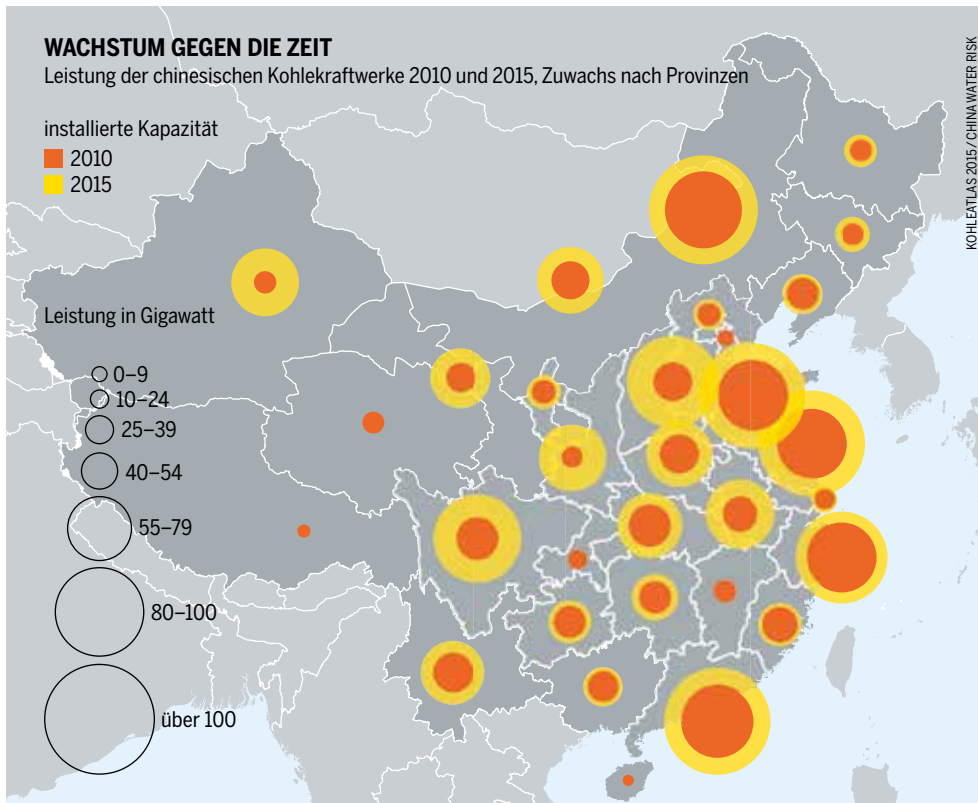 WACHSTUM GEGEN DIE ZEIT
Leistung der chinesischen Kohlekraftwerke 2010 und 2015, Zuwachs nach Provinzen
installierte Kapazität
2010
2015
Leistung in Gigawatt
0–9
10–24
25–39
40–54
55–79
80–100
über 100
KOHLEATLAS 2015 / CHINA WATER RISK